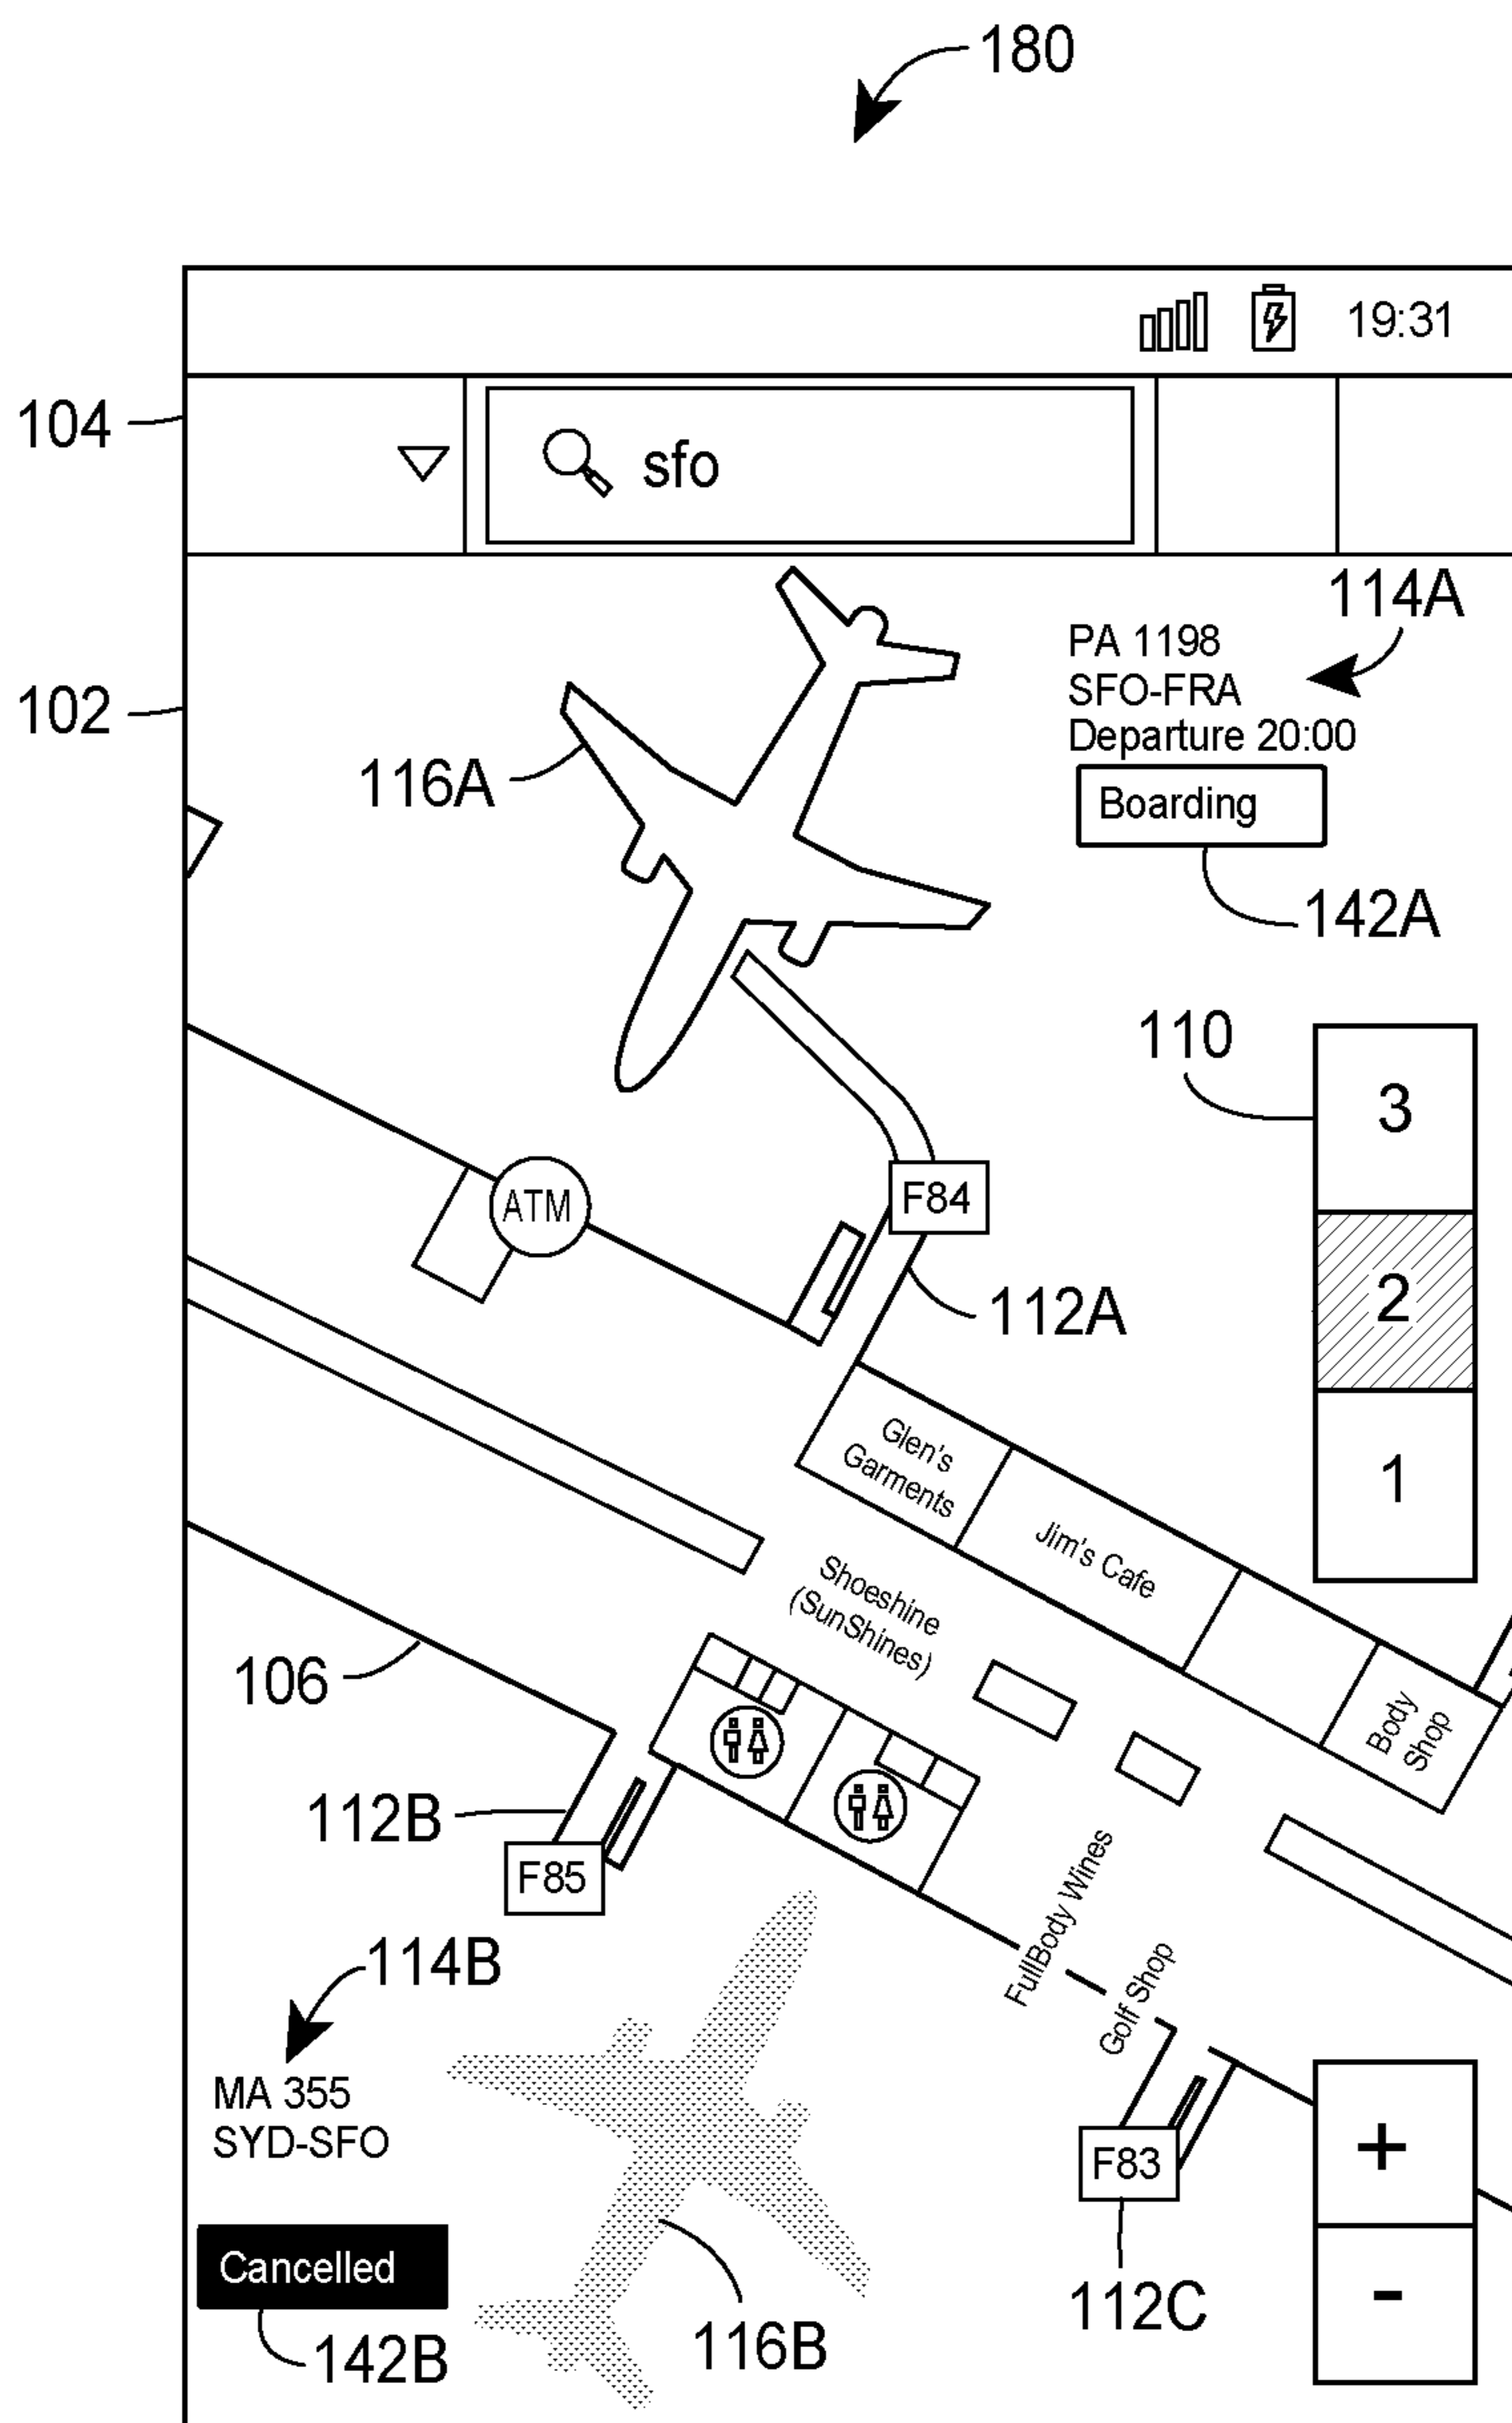 180
19:31
104
sfo
114A
PA 1198
SFO-FRA
Departure 20:00
Boarding
142A
102
116A
110
3
2
1
ATM
F84
112A
Glen's
Garments
Jim's Cafe
Shoeshine
(SunShines)
Body
Shop
106
112B
F85
FullBody Wines
Golf Shop
114B
MA 355
SYD-SFO
Cancelled
142B
116B
F83
112C
+
-